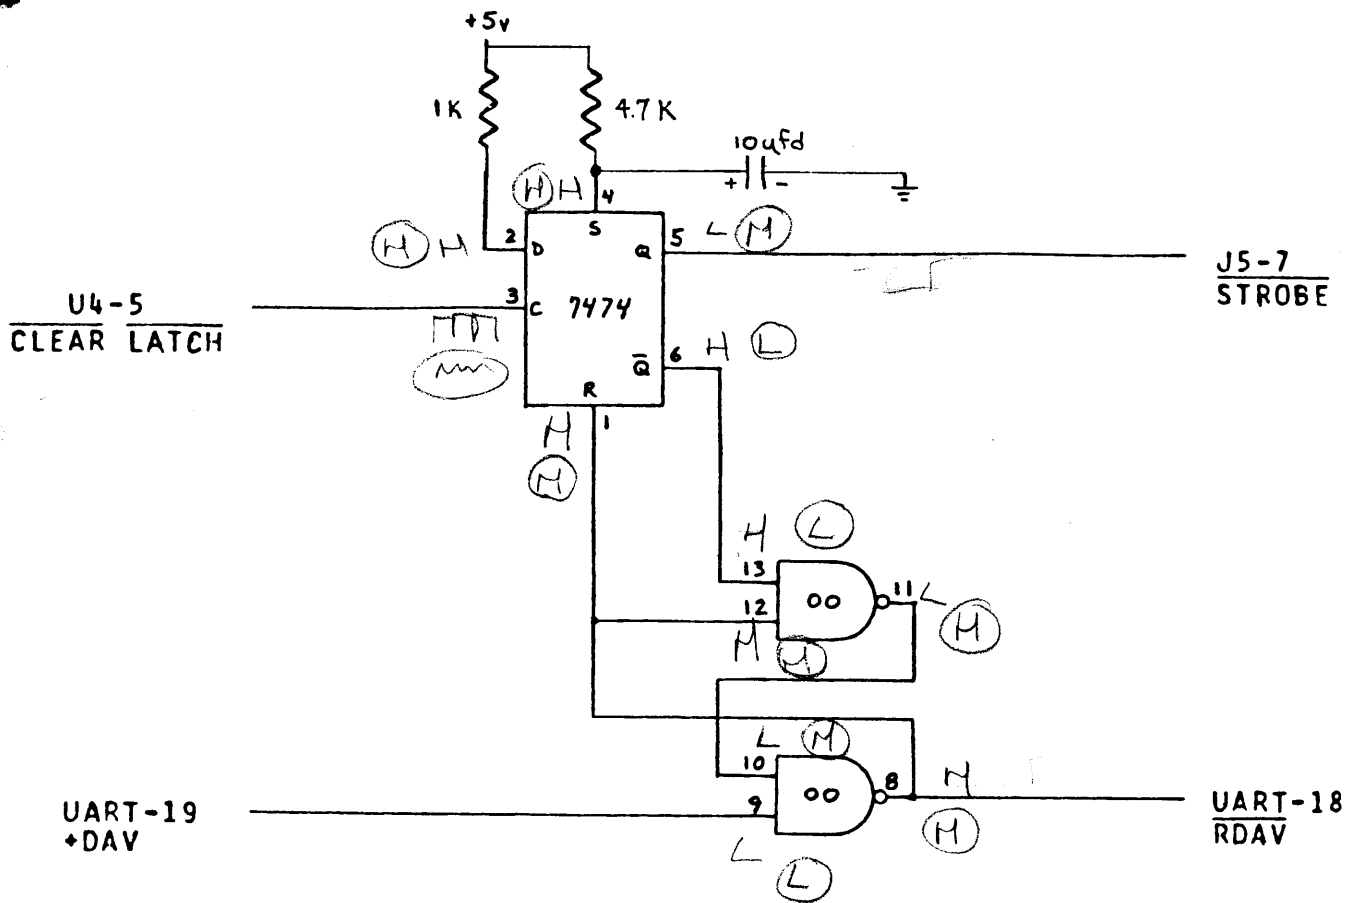 +5v
1K
4.7K
10ufd
+ -
H H 4
S
H H 2 D
Q 5 L H
J5-7
STROBE
U4-5
CLEAR LATCH
3 C 7474
Q 6 H L
R
H 1
H
H L
13
00 11 L H
12
H H
L H
10
00 8 H
9
L
L
H
UART-19
+DAV
UART-18
RDAV